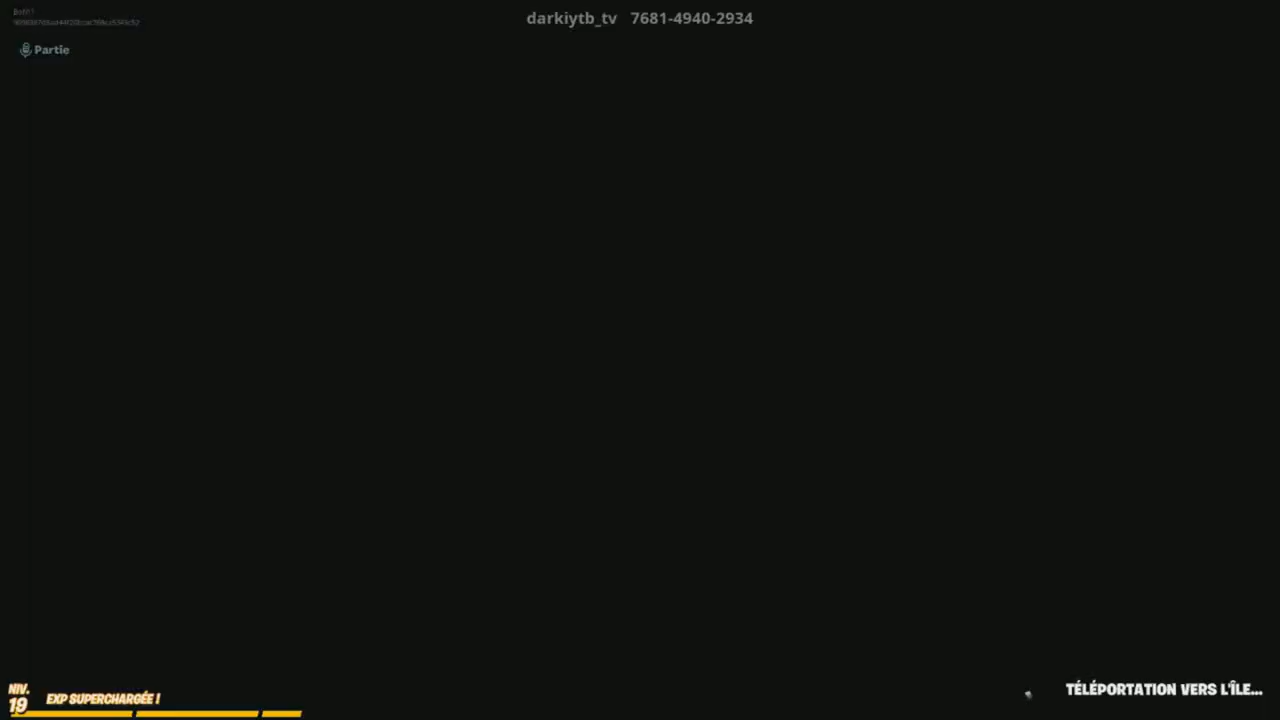 darkiytb_tv 7681-4940-2934
Partie
NIV.
19
EXP SUPERCHARGÉE !
TÉLÉPORTATION VERS L'ÎLE...